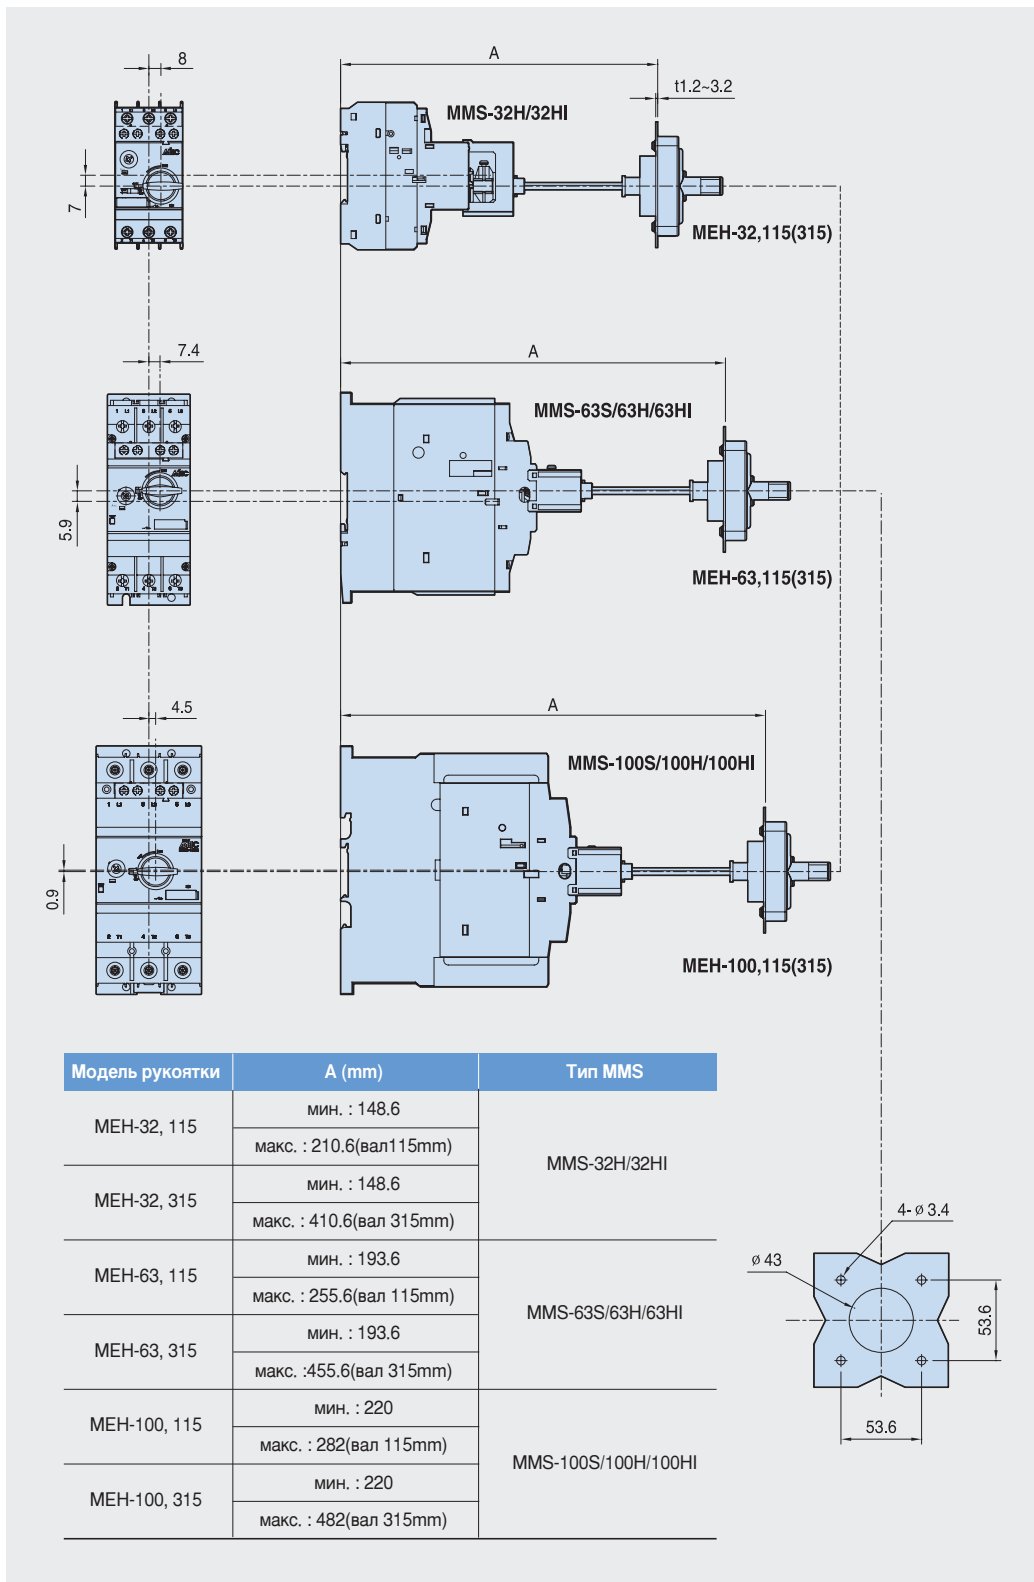 8
A
t1.2~3.2
MMS-32H/32HI
7
MEH-32,115(315)
7.4
A
MMS-63S/63H/63HI
5.9
MEH-63,115(315)
4.5
A
MMS-100S/100H/100HI
0.9
MEH-100,115(315)
Модель рукоятки A (mm) Тип MMS
MEH-32, 115 мин. : 148.6
макс. : 210.6(вал115mm)
MMS-32H/32HI
MEH-32, 315 мин. : 148.6
макс. : 410.6(вал 315mm)
MEH-63, 115 мин. : 193.6
макс. : 255.6(вал 115mm)
MMS-63S/63H/63HI
MEH-63, 315 мин. : 193.6
макс. :455.6(вал 315mm)
MEH-100, 115 мин. : 220
макс. : 282(вал 115mm)
MMS-100S/100H/100HI
MEH-100, 315 мин. : 220
макс. : 482(вал 315mm)
4- ø 3.4
ø 43
53.6
53.6